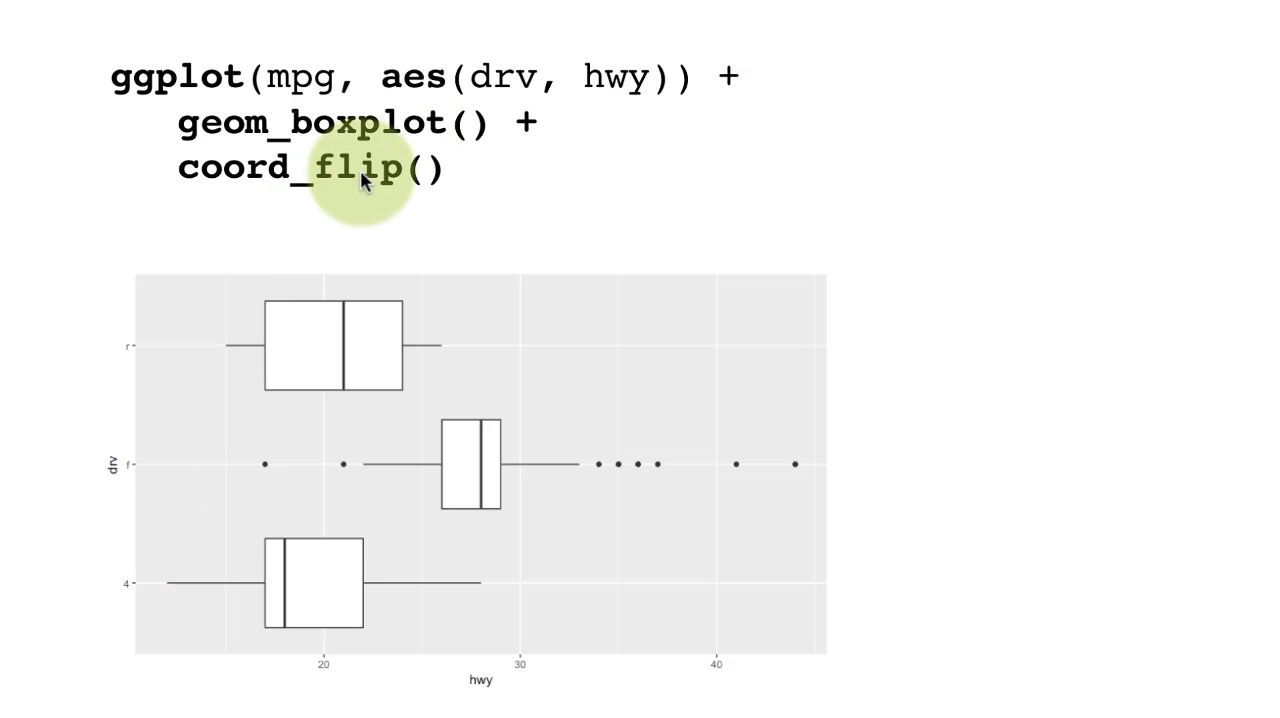 ggplot(mpg, aes(drv, hwy)) +
geom_boxplot() +
coord_flip()
r
drv
f
4
20 30 40
hwy